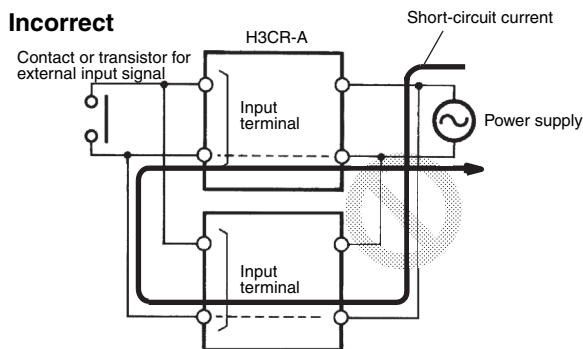 Incorrect
Short-circuit current
H3CR-A
Contact or transistor for
external input signal
Input
terminal
Power supply
Input
terminal